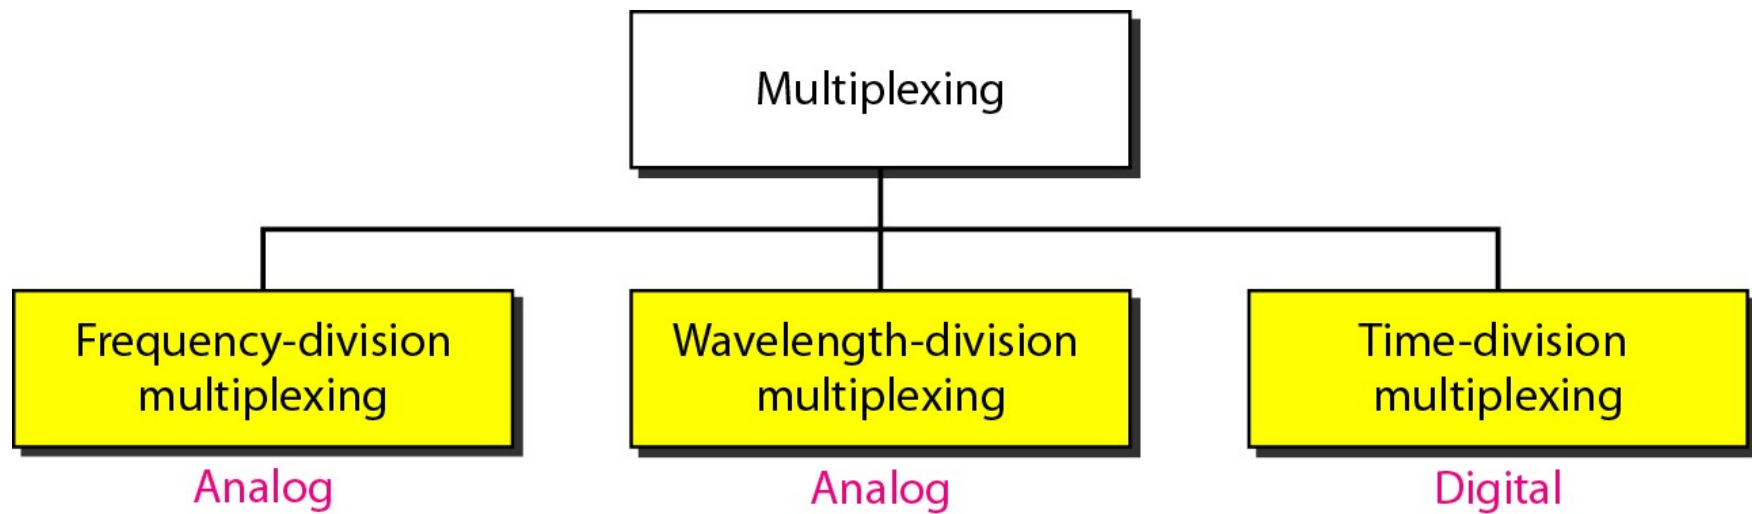 Multiplexing
Frequency-division
multiplexing
Wavelength-division
multiplexing
Time-division
multiplexing
Analog
Analog
Digital